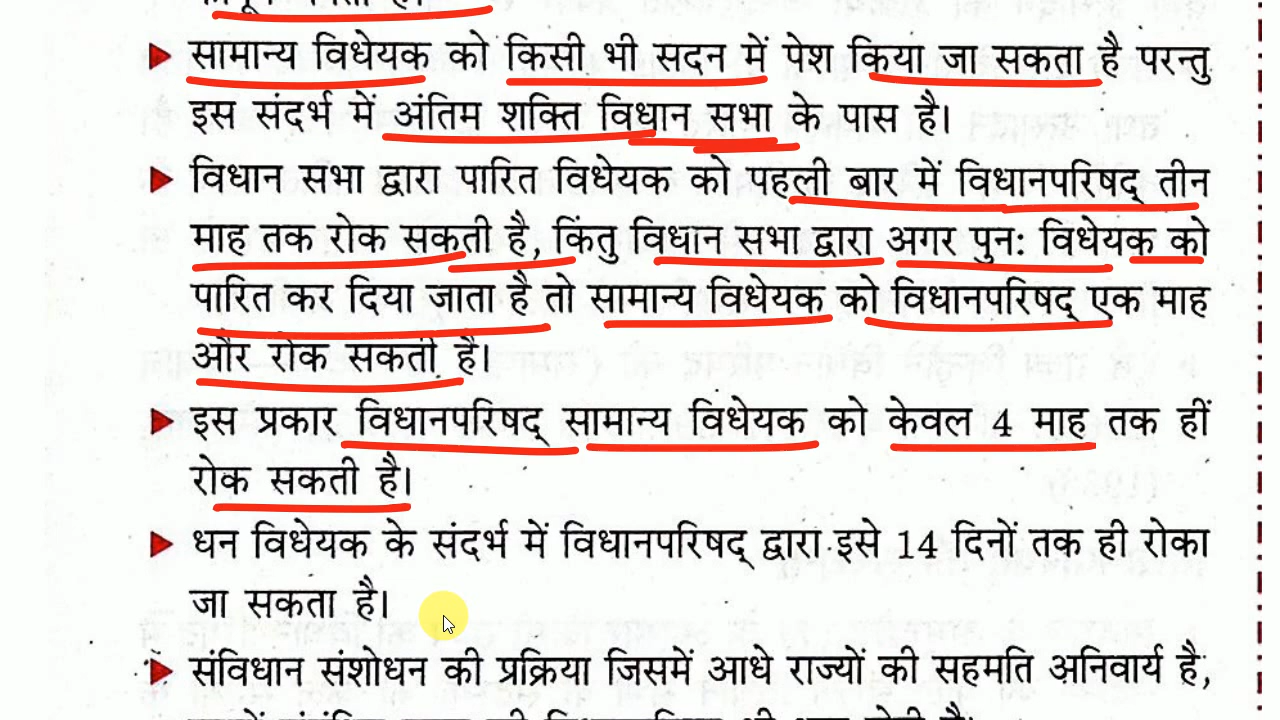 सामान्य विधेयक को किसी भी सदन में पेश किया जा सकता है परन्तु
इस संदर्भ में अंतिम शक्ति विधान सभा के पास है।
विधान सभा द्वारा पारित विधेयक को पहली बार में विधानपरिषद् तीन
माह तक रोक सकती है, किंतु विधान सभा द्वारा अगर पुनः विधेयक को
पारित कर दिया जाता है तो सामान्य विधेयक को विधानपरिषद् एक माह
और रोक सकती है।
इस प्रकार विधानपरिषद् सामान्य विधेयक को केवल 4 माह तक हीं
रोक सकती है।
धन विधेयक के संदर्भ में विधानपरिषद् द्वारा इसे 14 दिनों तक ही रोका
जा सकता है।
संविधान संशोधन की प्रक्रिया जिसमें आधे राज्यों की सहमति अनिवार्य है,